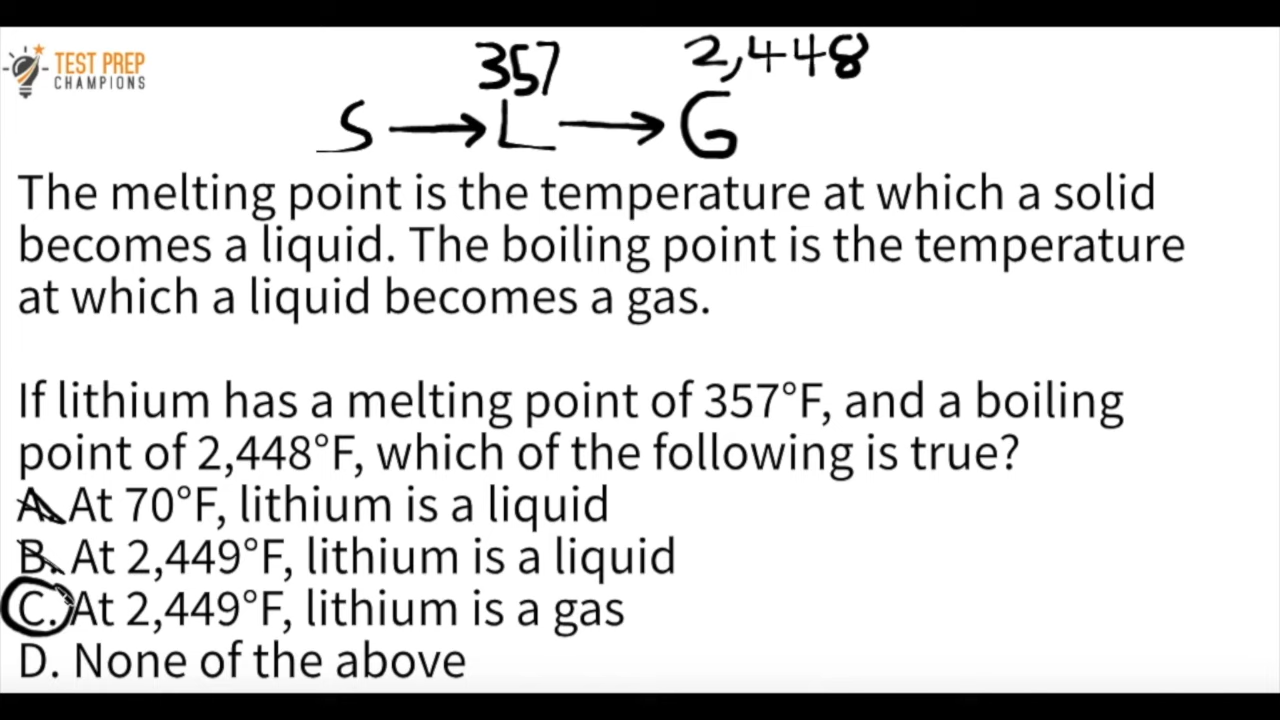 TEST PREP
CHAMPIONS
357 2,448
S → L → G
The melting point is the temperature at which a solid
becomes a liquid. The boiling point is the temperature
at which a liquid becomes a gas.
If lithium has a melting point of 357°F, and a boiling
point of 2,448°F, which of the following is true?
A. At 70°F, lithium is a liquid
B. At 2,449°F, lithium is a liquid
C. At 2,449°F, lithium is a gas
D. None of the above